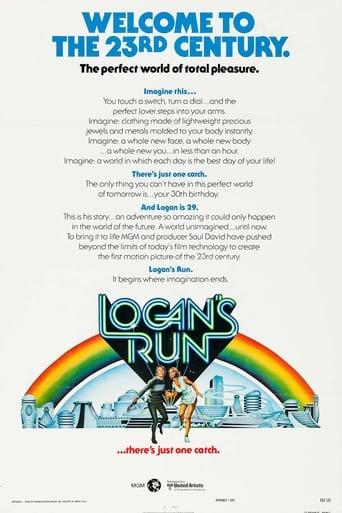 WELCOME TO
THE 23RD CENTURY.
The perfect world of total pleasure.
Imagine this...
You touch a switch, turn a dial...and the
perfect lover steps into your arms.
Imagine: clothing made of lightweight precious
jewels and metals molded to your body instantly.
Imagine: a whole new face, a whole new body
...a whole new you...in less than an hour.
Imagine: a world in which each day is the best day of your life!
There's just one catch.
The only thing you can't have in this perfect world
of tomorrow is...your 30th birthday.
And Logan is 29.
This is his story...an adventure so amazing it could only happen
in the world of the future. A world unimagined...until now.
To bring it to life MGM and producer Saul David have pushed
beyond the limits of today's film technology to create
the first motion picture of the 23rd century.
Logan's Run.
It begins where imagination ends.
LOGAN'S
RUN
...there's just one catch.
MGM
United Artists